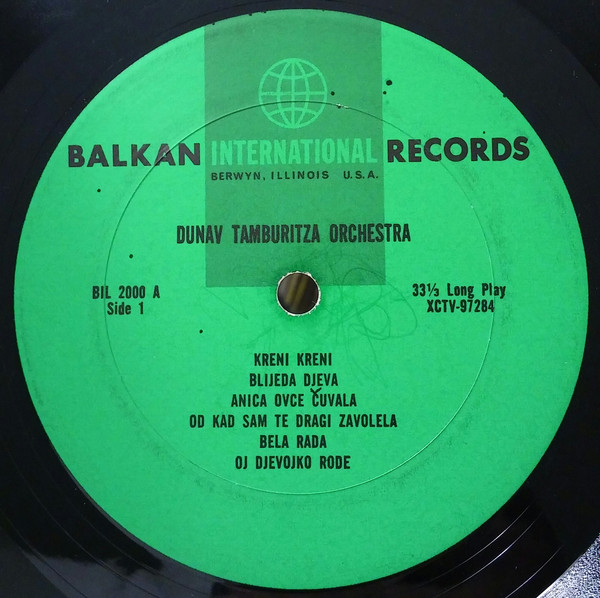 BALKAN INTERNATIONAL RECORDS
BERWYN, ILLINOIS U.S.A.
DUNAV TAMBURITZA ORCHESTRA
BIL 2000 A
Side 1
33⅓ Long Play
XCTV-97284
KRENI KRENI
BLIJEDA DJEVA
ANICA OVCE ČUVALA
OD KAD SAM TE DRAGI ZAVOLELA
BELA RADA
OJ DJEVOJKO RODE